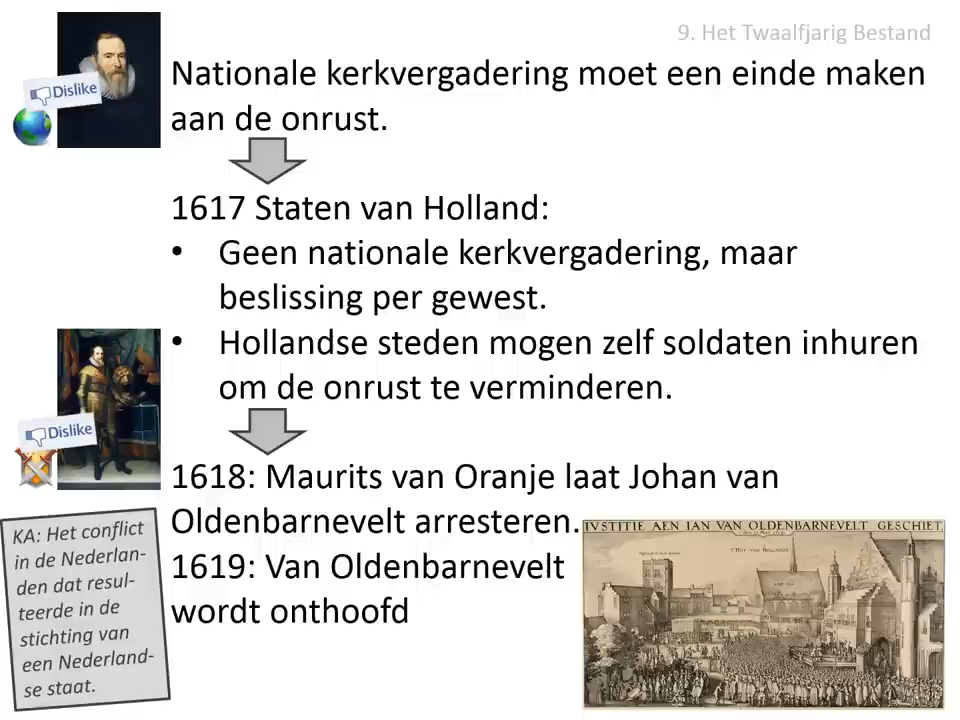 9. Het Twaalfjarig Bestand
Dislike
Nationale kerkvergadering moet een einde maken
aan de onrust.
1617 Staten van Holland:
• Geen nationale kerkvergadering, maar
beslissing per gewest.
• Hollandse steden mogen zelf soldaten inhuren
om de onrust te verminderen.
Dislike
1618: Maurits van Oranje laat Johan van
Oldenbarnevelt arresteren.
1619: Van Oldenbarnevelt
wordt onthoofd
KA: Het conflict
in de Nederlan-
den dat resul-
teerde in de
stichting van
een Nederland-
se staat.
IVSTITIE AEN IAN VAN OLDENBARNEVELT GESCHIET
T'HOF VAN HOLLANDT